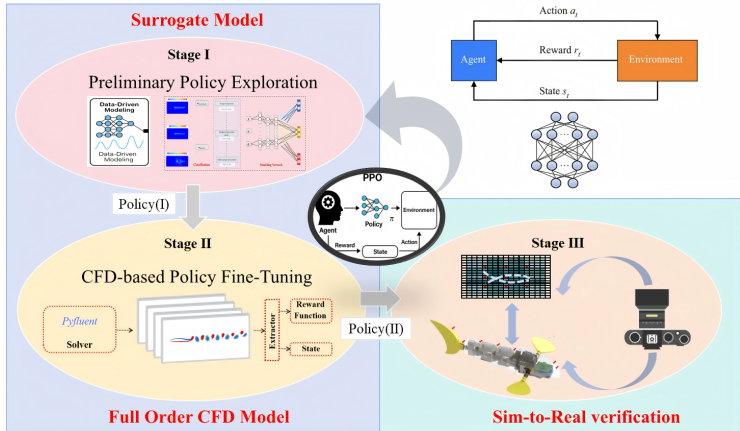 Surrogate Model
Stage I
Preliminary Policy Exploration
Data-Driven
Modeling
Data-Driven Modeling
Policy(I)
Stage II
CFD-based Policy Fine-Tuning
Pyfluent
Solver
Extractor
Reward
Function
State
Full Order CFD Model
Action a_t
Agent
Reward r_t
Environment
State s_t
PPO
Agent
Policy
π
Environment
Reward
State
Action
Policy(II)
Stage III
Sim-to-Real verification